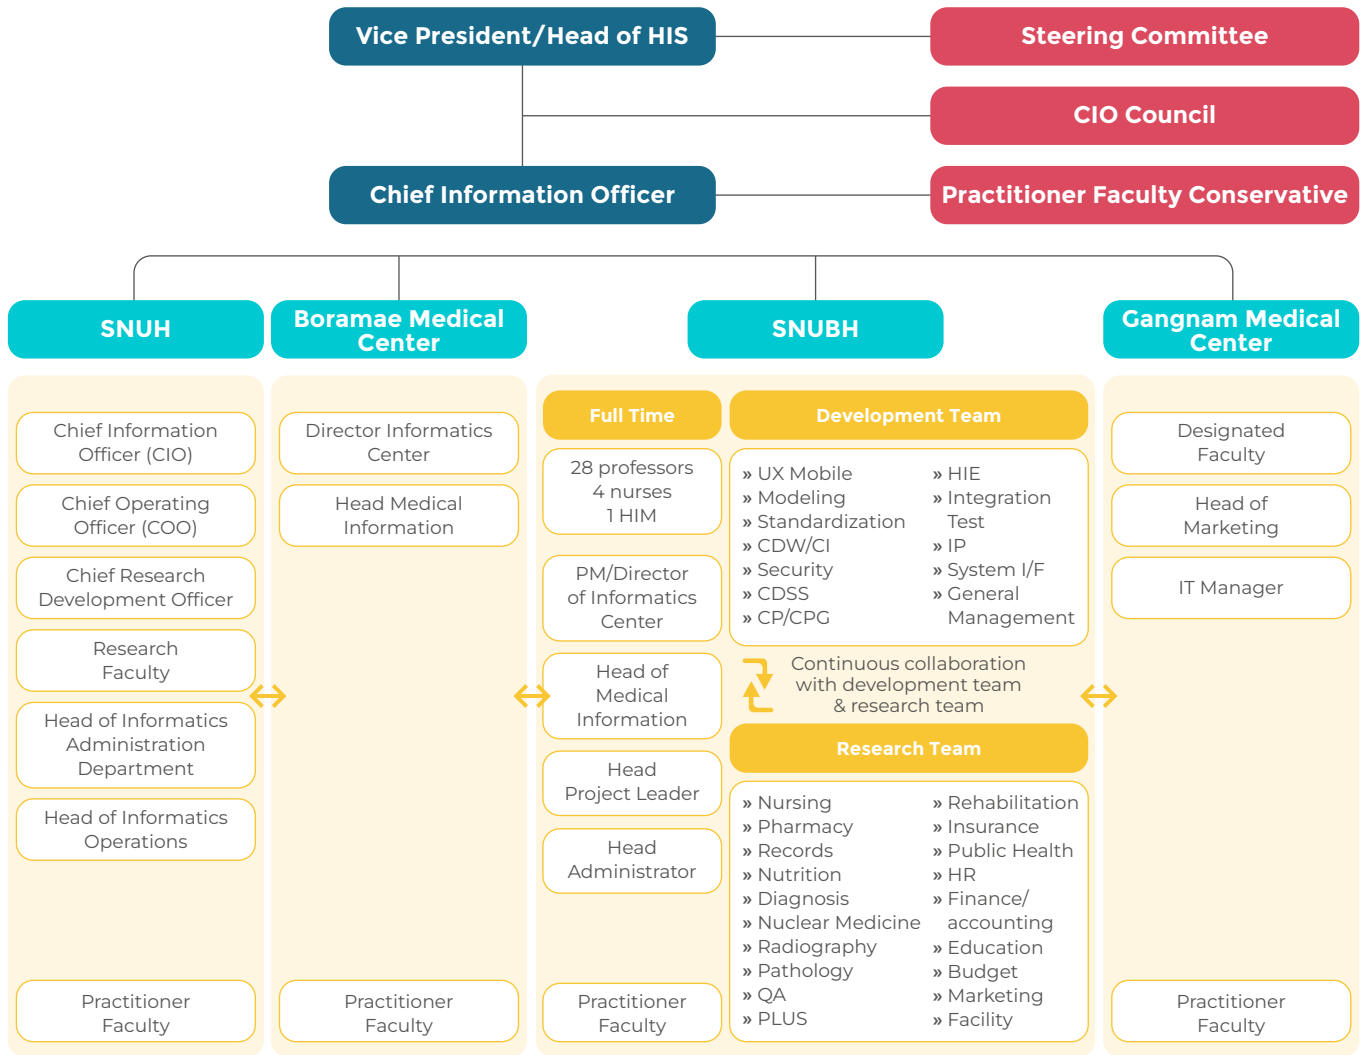 Vice President/Head of HIS
Steering Committee
CIO Council
Chief Information Officer
Practitioner Faculty Conservative
SNUH
Boramae Medical
Center
SNUBH
Gangnam Medical
Center
Chief Information
Officer (CIO)
Chief Operating
Officer (COO)
Chief Research
Development Officer
Research
Faculty
Head of Informatics
Administration
Department
Head of Informatics
Operations
Practitioner
Faculty
Director Informatics
Center
Head Medical
Information
Practitioner
Faculty
Full Time
28 professors
4 nurses
1 HIM
PM/Director
of Informatics
Center
Head of
Medical
Information
Head
Project Leader
Head
Administrator
Practitioner
Faculty
Development Team
» UX Mobile
» Modeling
» Standardization
» CDW/CI
» Security
» CDSS
» CP/CPG
» HIE
» Integration
Test
» IP
» System I/F
» General
Management
Continuous collaboration
with development team
& research team
Research Team
» Nursing
» Pharmacy
» Records
» Nutrition
» Diagnosis
» Nuclear Medicine
» Radiography
» Pathology
» QA
» PLUS
» Rehabilitation
» Insurance
» Public Health
» HR
» Finance/
accounting
» Education
» Budget
» Marketing
» Facility
Designated
Faculty
Head of
Marketing
IT Manager
Practitioner
Faculty